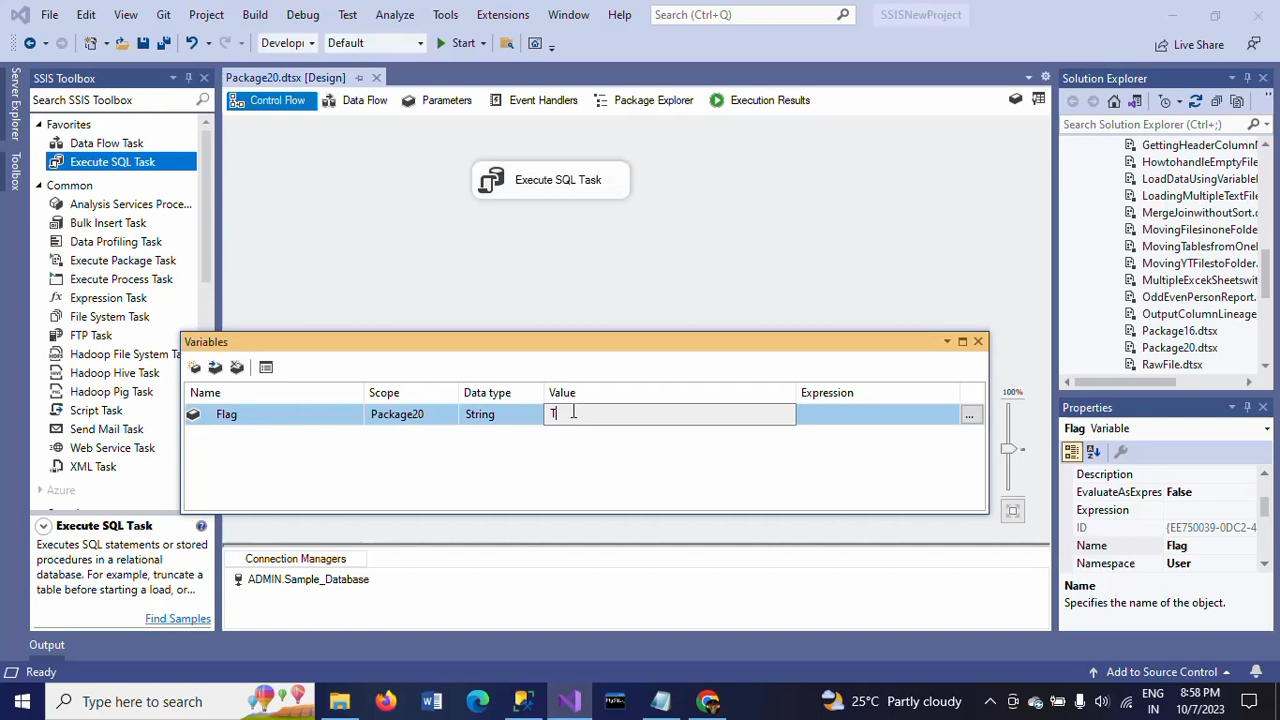 File Edit View Git Project Build Debug Test Analyze Tools Extensions Window Help Search (Ctrl+Q) SSISNewProject
Developi Default Start Live Share
Server Explorer
Toolbox
SSIS Toolbox
Search SSIS Toolbox
Favorites
Data Flow Task
Execute SQL Task
Common
Analysis Services Proce...
Bulk Insert Task
Data Profiling Task
Execute Package Task
Execute Process Task
Expression Task
File System Task
FTP Task
Hadoop File System Ta
Hadoop Hive Task
Hadoop Pig Task
Script Task
Send Mail Task
Web Service Task
XML Task
Azure
Execute SQL Task
Executes SQL statements or stored
procedures in a relational
database. For example, truncate a
table before starting a load, or...
Find Samples
Package20.dtsx [Design]
Control Flow Data Flow Parameters Event Handlers Package Explorer Execution Results
Execute SQL Task
Variables
Name Scope Data type Value Expression
Flag Package20 String T ...
100%
Connection Managers
ADMIN.Sample_Database
Solution Explorer
Search Solution Explorer (Ctrl+;)
GettingHeaderColumnN
HowtohandleEmptyFile
LoadDataUsingVariable
LoadingMultipleTextFil
MergeJoinwithoutSort.d
MovingFilesinoneFolder
MovingTablesfromOneI
MovingYTFilestoFolder.
MultipleExcekSheetswit
OddEvenPersonReport.
OutputColumnLineage
Package16.dtsx
Package20.dtsx
RawFile.dtsx
Properties
Flag Variable
Description
EvaluateAsExpres False
Expression
ID {EE750039-0DC2-4
Name Flag
Namespace User
Name
Specifies the name of the object.
Output
Ready Add to Source Control
Type here to search 25°C Partly cloudy ENG IN 8:58 PM 10/7/2023